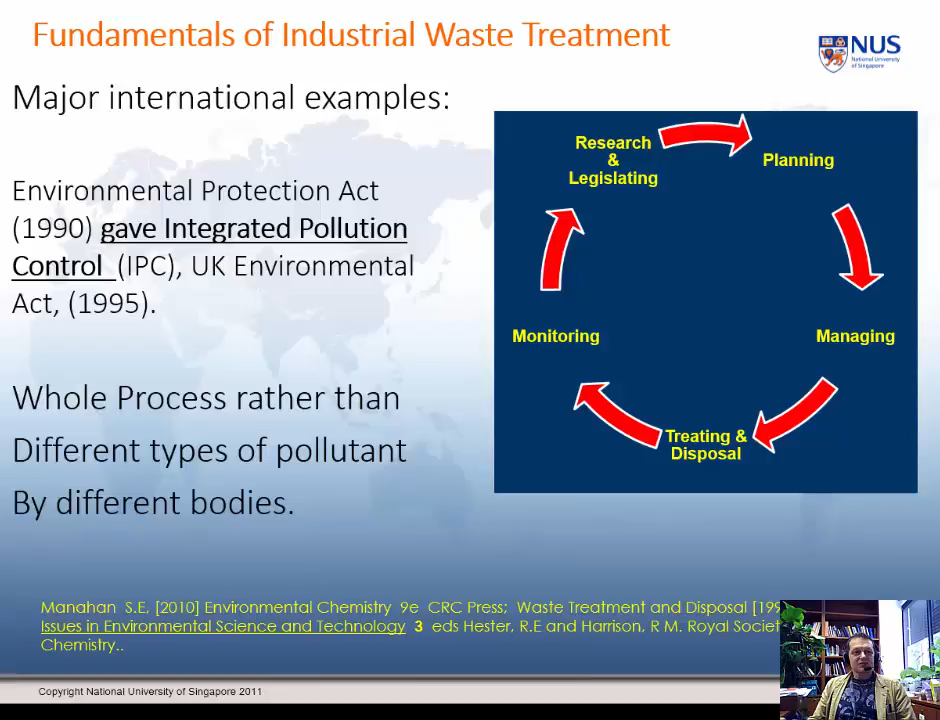 Fundamentals of Industrial Waste Treatment
NUS
National University
of Singapore
Major international examples:
Environmental Protection Act
(1990) gave Integrated Pollution
Control (IPC), UK Environmental
Act, (1995).
Whole Process rather than
Different types of pollutant
By different bodies.
Research
&
Legislating
Planning
Monitoring
Managing
Treating &
Disposal
Manahan S.E, [2010] Environmental Chemistry 9e CRC Press; Waste Treatment and Disposal
Issues in Environmental Science and Technology 3 eds Hester, R.E and Harrison, R M. Royal
Chemistry..
Copyright National University of Singapore 2011